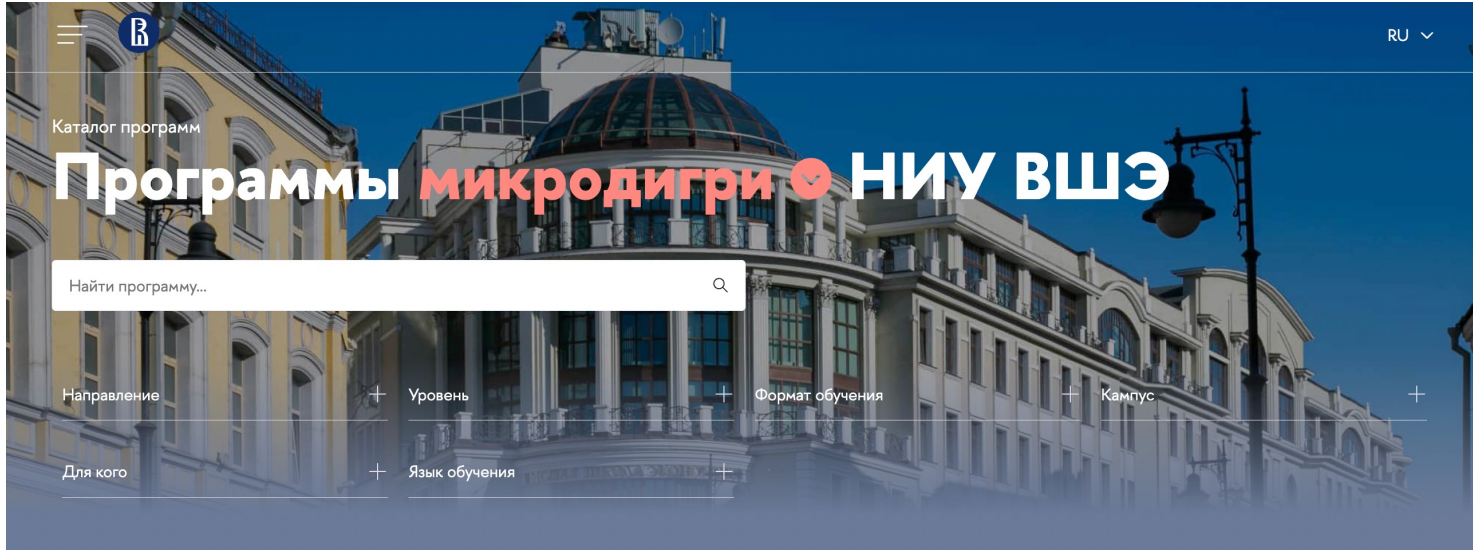 RU
Каталог программ
Программы микродигри НИУ ВШЭ
Найти программу...
Направление
Уровень
Формат обучения
Кампус
Для кого
Язык обучения